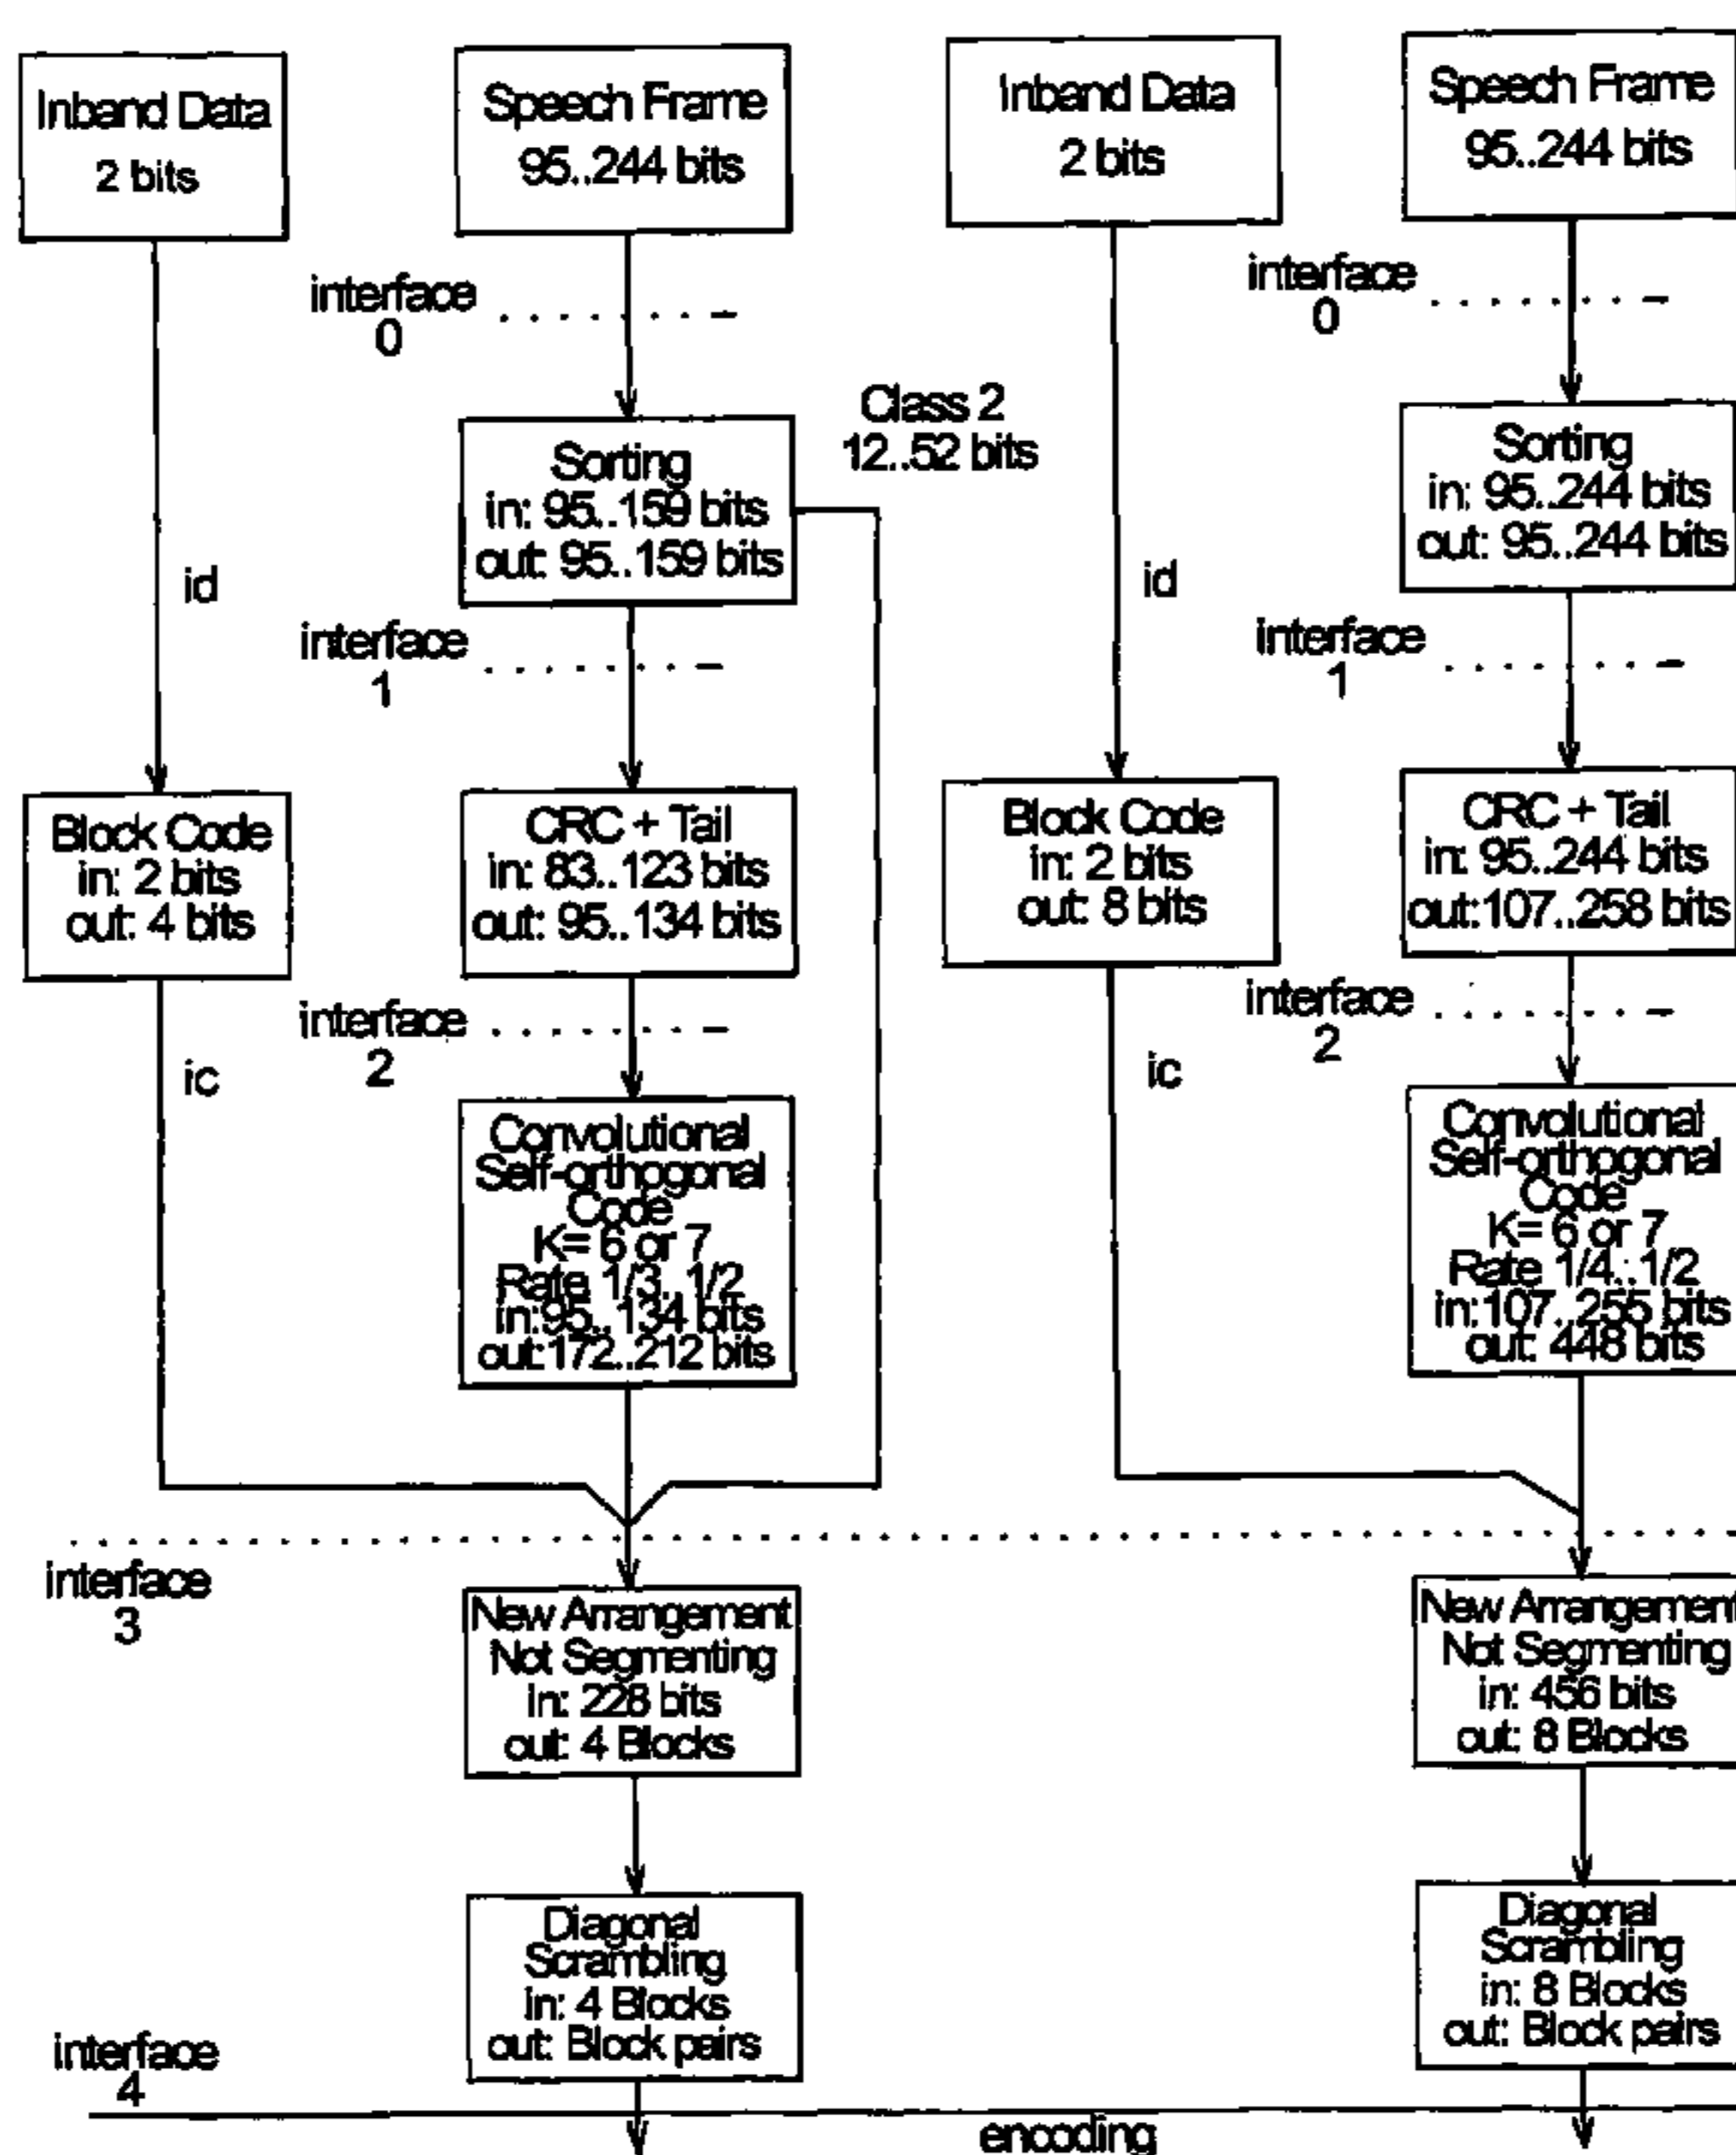 Inband Data
2 bits
Speech Frame
95..244 bits
Inband Data
2 bits
Speech Frame
95..244 bits
interface
0
interface
0
Class 2
12..52 bits
Sorting
in: 95..159 bits
out: 95..159 bits
Sorting
in: 95..244 bits
out: 95..244 bits
id
id
interface
1
interface
1
Block Code
in: 2 bits
out: 4 bits
CRC + Tail
in: 83..123 bits
out: 95..134 bits
Block Code
in: 2 bits
out: 8 bits
CRC + Tail
in: 95..244 bits
out:107..258 bits
interface
2
interface
2
ic
ic
Convolutional
Self-orthogonal
Code
K= 6 or 7
Rate 1/3..1/2
in:95..134 bits
out:172..212 bits
Convolutional
Self-orthogonal
Code
K= 6 or 7
Rate 1/4..1/2
in:107..255 bits
out: 448 bits
interface
3
New Arrangement
Not Segmenting
in: 228 bits
out: 4 Blocks
New Arrangement
Not Segmenting
in: 456 bits
out: 8 Blocks
Diagonal
Scrambling
in: 4 Blocks
out: Block pairs
Diagonal
Scrambling
in: 8 Blocks
out: Block pairs
interface
4
encoding